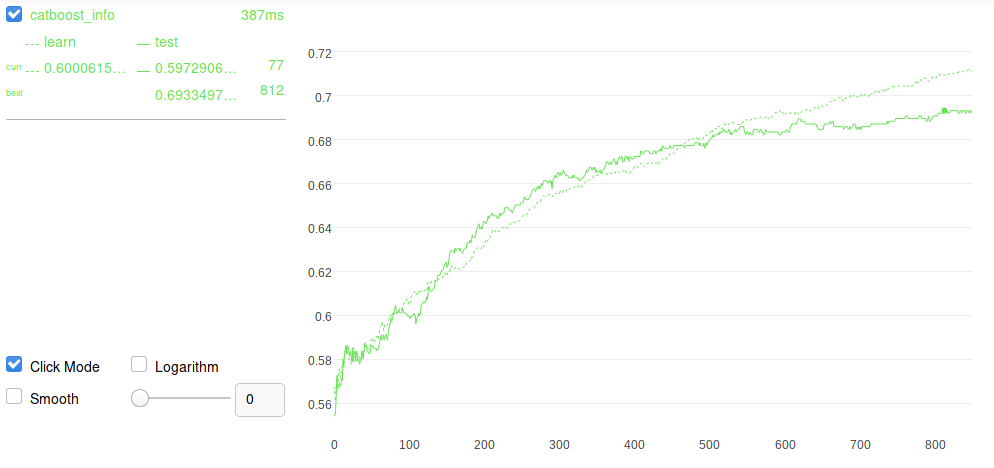 catboost_info 387ms
--- learn — test
curr --- 0.6000615... — 0.5972906... 77
best 0.6933497... 812
Click Mode Logarithm
Smooth 0
0.72
0.7
0.68
0.66
0.64
0.62
0.6
0.58
0.56
0 100 200 300 400 500 600 700 800